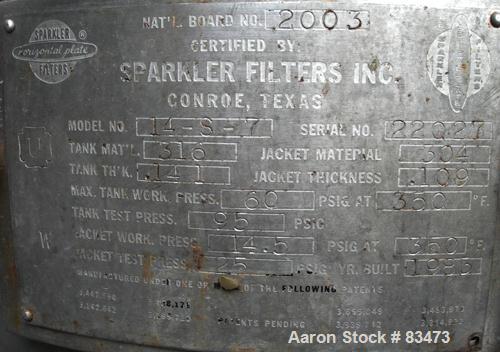 SPARKLER
horizontal plate
FILTERS
NAT'L. BOARD NO. 2003
CERTIFIED BY
SPARKLER FILTERS INC.
CONROE, TEXAS
MODEL NO. 14-S-7 SERIAL NO. 22027
TANK MAT'L. 316 JACKET MATERIAL 304
TANK TH'K. .141 JACKET THICKNESS .109
MAX. TANK WORK. PRESS. 60 PSIG AT 350 °F.
TANK TEST PRESS. 95 PSIG
W JACKET WORK. PRESS. 14.5 PSIG AT 350 °F.
JACKET TEST PRESS. 25 PSIG YR. BUILT
MANUFACTURED UNDER ONE OR MORE OF THE FOLLOWING PATENTS
PATENTS PENDING
Aaron Stock # 83473